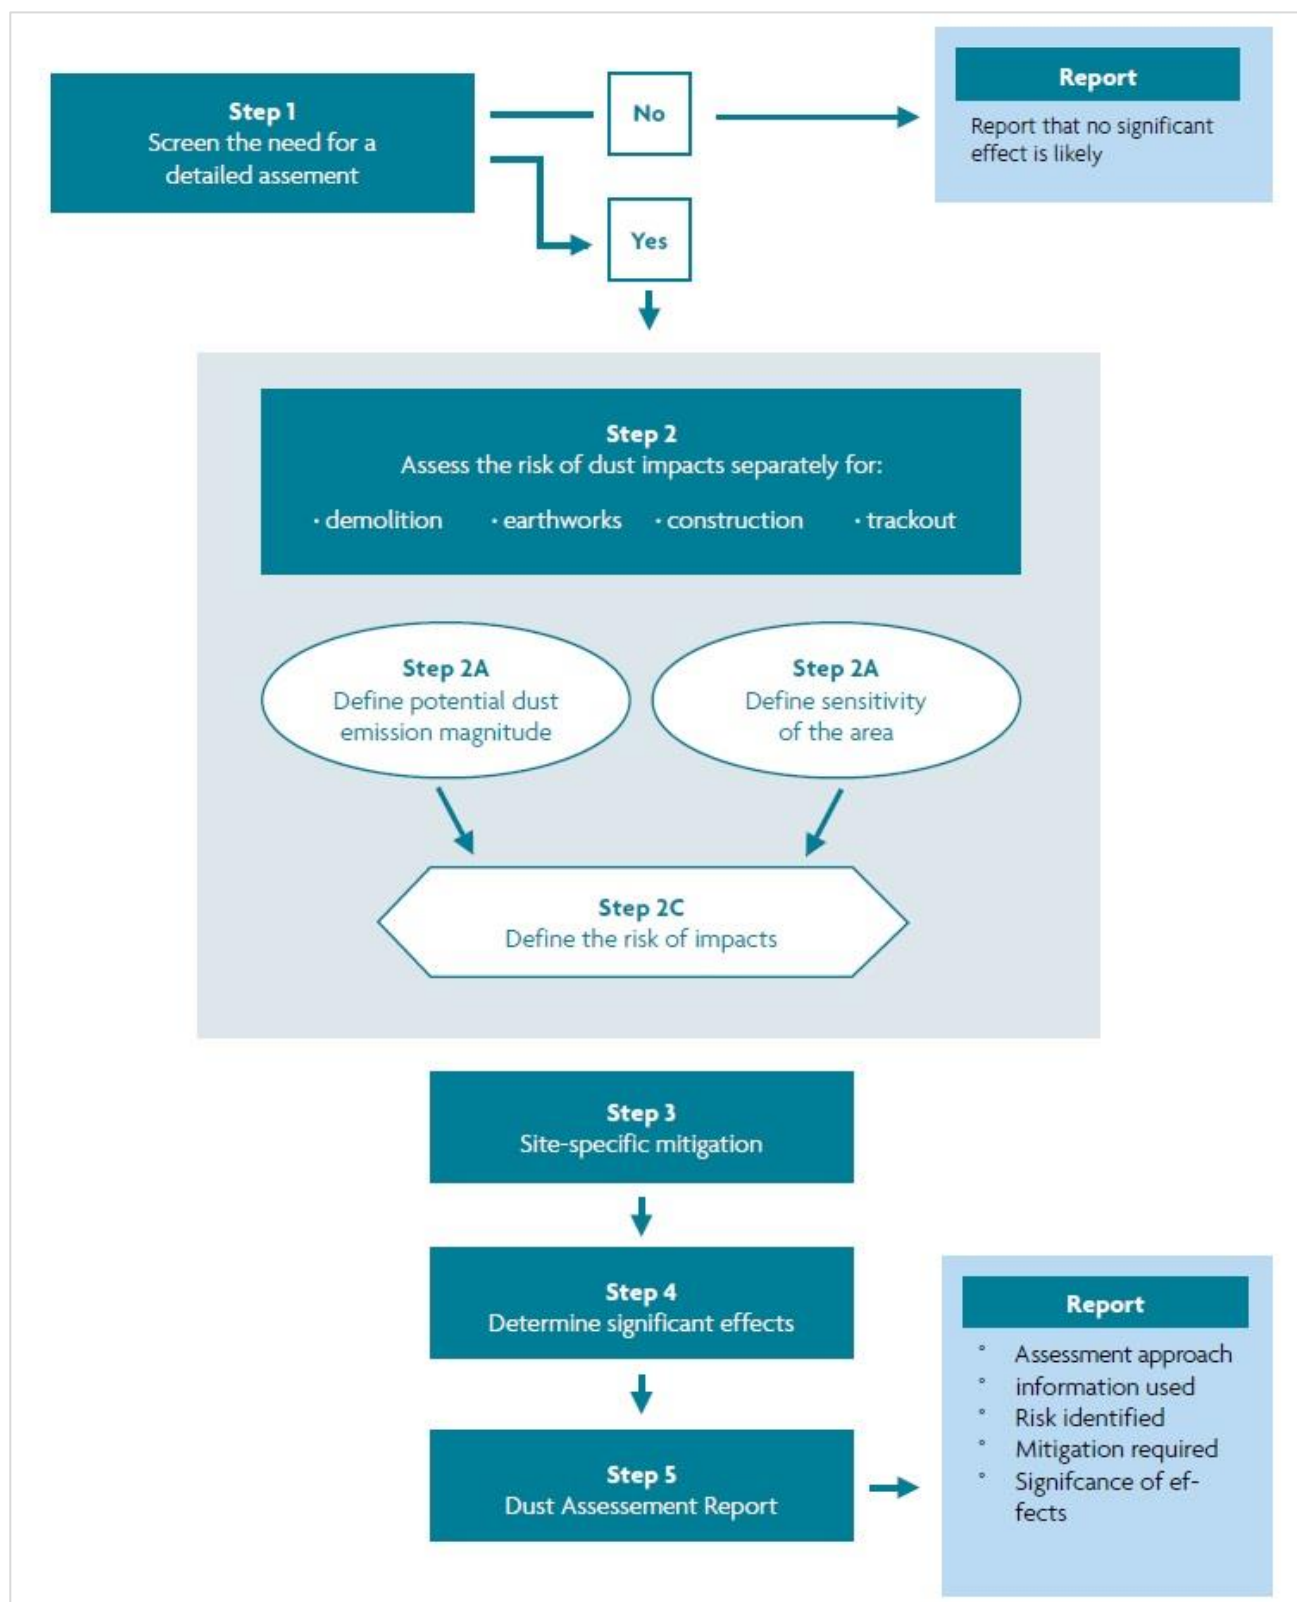 Step 1
Screen the need for a
detailed assement
No
Yes
Report
Report that no significant
effect is likely
Step 2
Assess the risk of dust impacts separately for:
· demolition · earthworks · construction · trackout
Step 2A
Define potential dust
emission magnitude
Step 2A
Define sensitivity
of the area
Step 2C
Define the risk of impacts
Step 3
Site-specific mitigation
Step 4
Determine significant effects
Step 5
Dust Assessement Report
Report
° Assessment approach
° information used
° Risk identified
° Mitigation required
° Signifcance of ef-
fects